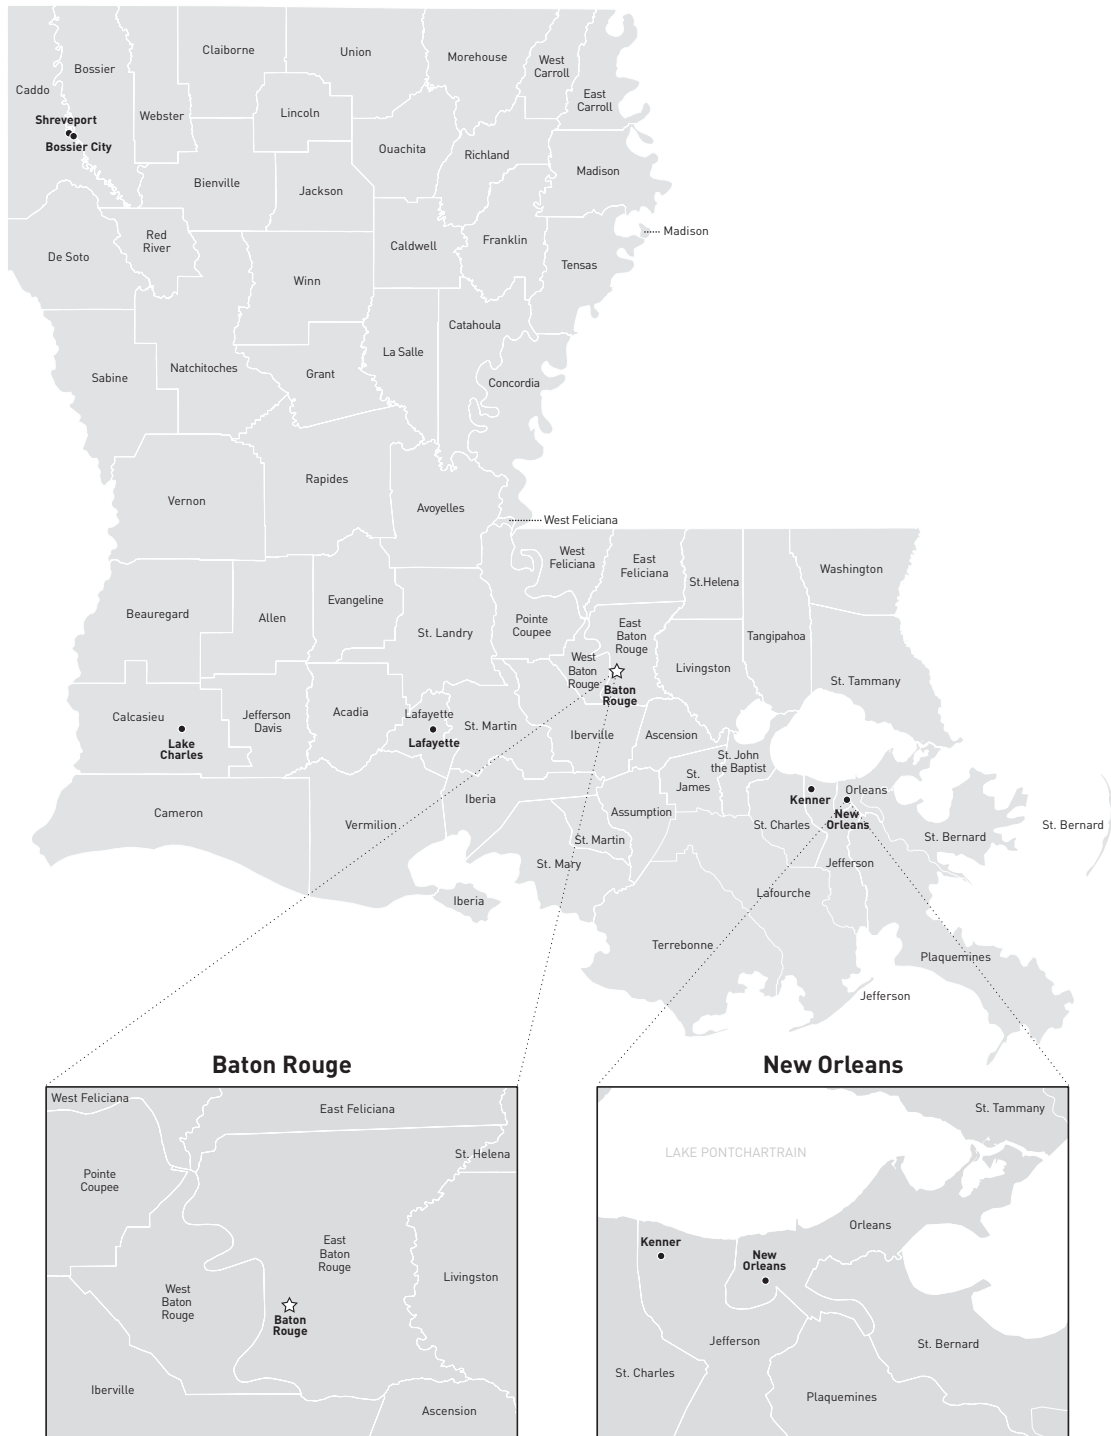 Claiborne
Union
Morehouse
West
Carroll
Bossier
Caddo
East
Carroll
Webster
Lincoln
Shreveport
Bossier City
Ouachita
Richland
Madison
Bienville
Jackson
Madison
Red
River
Caldwell
Franklin
De Soto
Tensas
Winn
Catahoula
La Salle
Natchitoches
Grant
Sabine
Concordia
Rapides
Vernon
Avoyelles
West Feliciana
West
Feliciana
East
Feliciana
St.Helena
Washington
Evangeline
Beauregard
Allen
Pointe
Coupee
East
Baton
Rouge
St. Landry
Tangipahoa
West
Baton
Rouge
Livingston
St. Tammany
Baton
Rouge
Calcasieu
Jefferson
Davis
Acadia
Lafayette
St. Martin
Lake
Charles
Lafayette
Iberville
Ascension
St. John
the Baptist
St.
James
Orleans
Kenner
Iberia
Cameron
Vermilion
Assumption
New
Orleans
St. Charles
St. Bernard
St. Bernard
St. Martin
St. Mary
Jefferson
Lafourche
Iberia
Terrebonne
Plaquemines
Jefferson
Baton Rouge
West Feliciana
East Feliciana
St. Helena
Pointe
Coupee
East
Baton
Rouge
Livingston
West
Baton
Rouge
Baton
Rouge
Iberville
Ascension
New Orleans
St. Tammany
LAKE PONTCHARTRAIN
Orleans
Kenner
New
Orleans
Jefferson
St. Bernard
St. Charles
Plaquemines